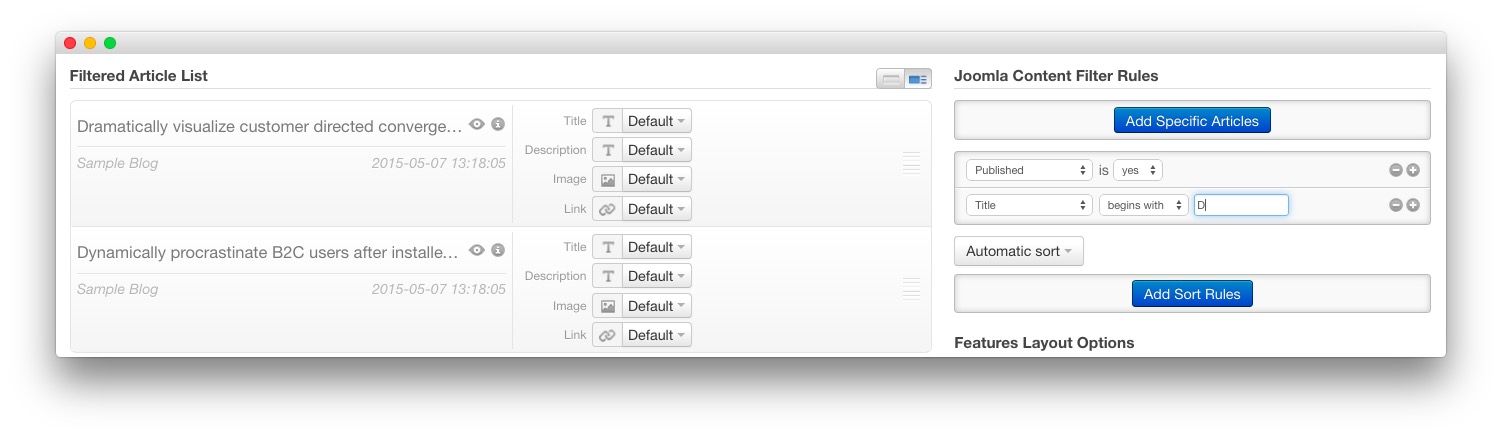 Filtered Article List
Dramatically visualize customer directed converge...
Sample Blog 2015-05-07 13:18:05
Title Default
Description Default
Image Default
Link Default
Dynamically procrastinate B2C users after installe...
Sample Blog 2015-05-07 13:18:05
Title Default
Description Default
Image Default
Link Default
Joomla Content Filter Rules
Add Specific Articles
Published is yes
Title begins with D
Automatic sort
Add Sort Rules
Features Layout Options